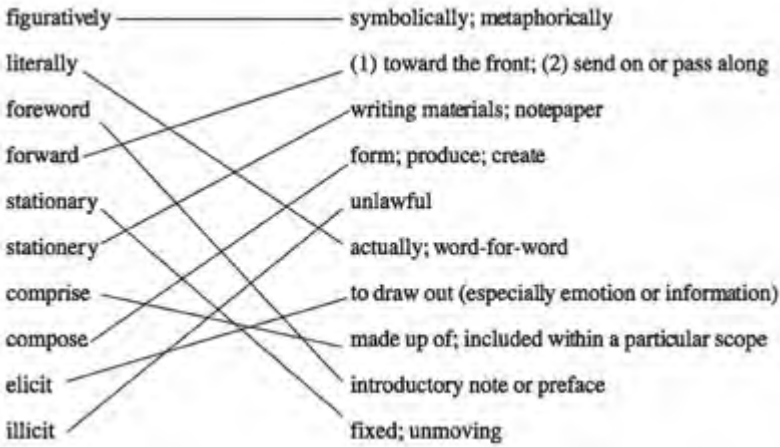 figuratively symbolically; metaphorically
literally (1) toward the front; (2) send on or pass along
foreword writing materials; notepaper
forward form; produce; create
stationary unlawful
stationery actually; word-for-word
comprise to draw out (especially emotion or information)
compose made up of; included within a particular scope
elicit introductory note or preface
illicit fixed; unmoving